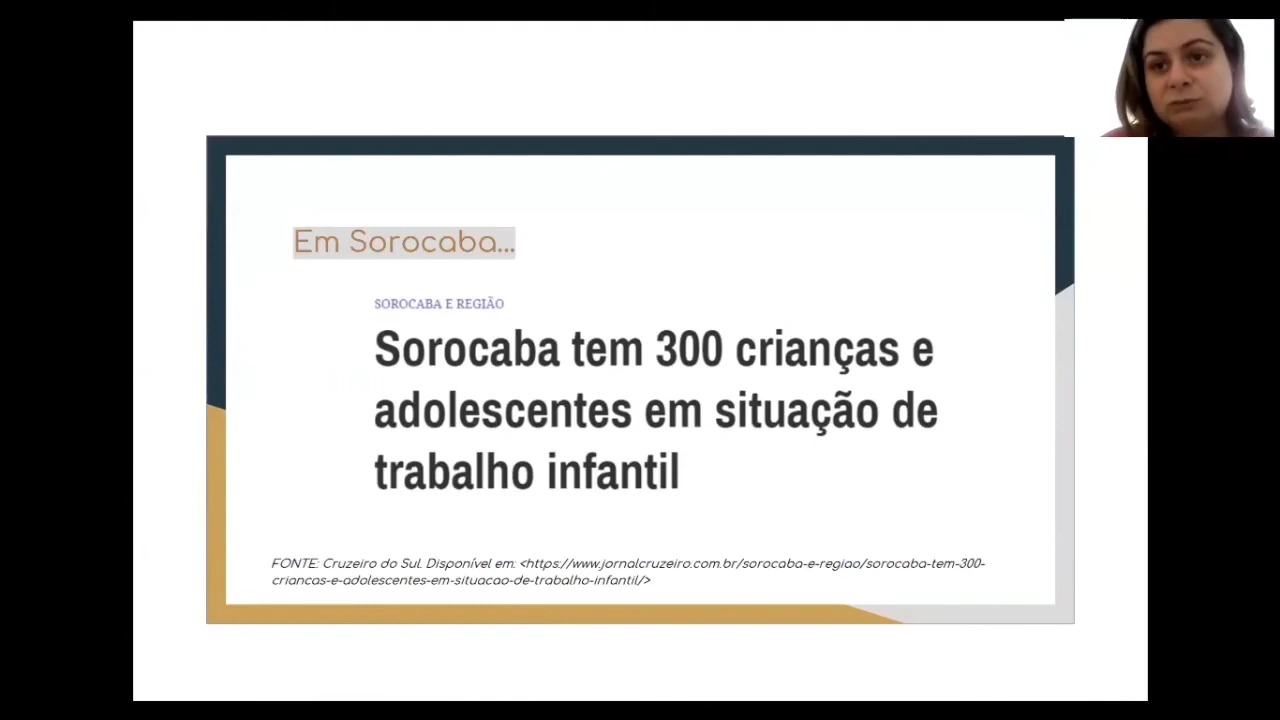 Em Sorocaba...
SOROCABA E REGIÃO
Sorocaba tem 300 crianças e
adolescentes em situação de
trabalho infantil
FONTE: Cruzeiro do Sul. Disponível em: <https://www.jornalcruzeiro.com.br/sorocaba-e-regiao/sorocaba-tem-300-
criancas-e-adolescentes-em-situacao-de-trabalho-infantil/>